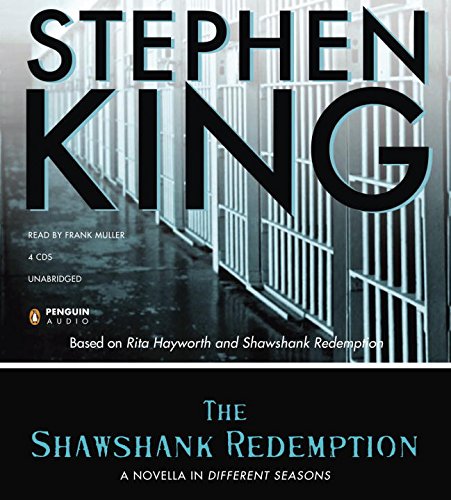 STEPHEN
KING
READ BY FRANK MULLER
4 CDS
UNABRIDGED
PENGUIN
AUDIO
Based on Rita Hayworth and Shawshank Redemption
THE
SHAWSHANK REDEMPTION
A NOVELLA IN DIFFERENT SEASONS